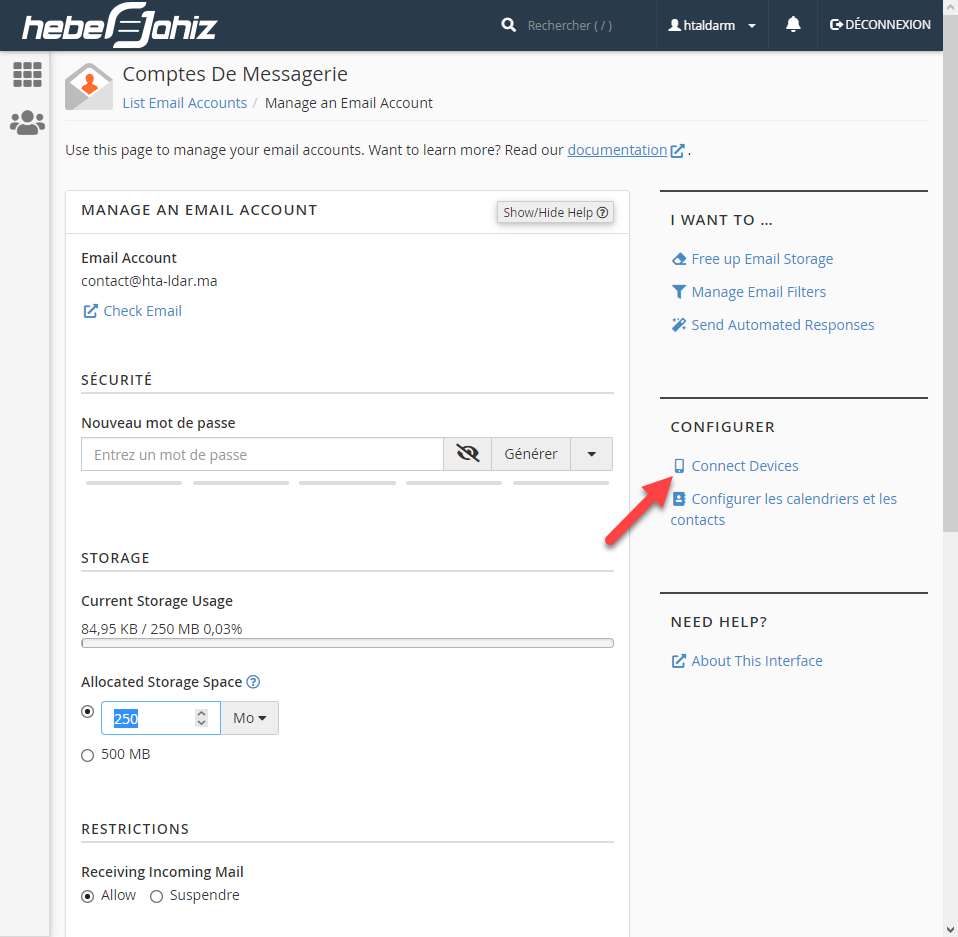 hebergjahiz
Rechercher ( / )
htaldarm
DÉCONNEXION
Comptes De Messagerie
List Email Accounts / Manage an Email Account
Use this page to manage your email accounts. Want to learn more? Read our documentation .
MANAGE AN EMAIL ACCOUNT
Show/Hide Help
Email Account
contact@hta-ldar.ma
Check Email
SÉCURITÉ
Nouveau mot de passe
Entrez un mot de passe
Générer
STORAGE
Current Storage Usage
84,95 KB / 250 MB 0,03%
Allocated Storage Space
250
Mo
500 MB
RESTRICTIONS
Receiving Incoming Mail
Allow
Suspendre
I WANT TO ...
Free up Email Storage
Manage Email Filters
Send Automated Responses
CONFIGURER
Connect Devices
Configurer les calendriers et les
contacts
NEED HELP?
About This Interface